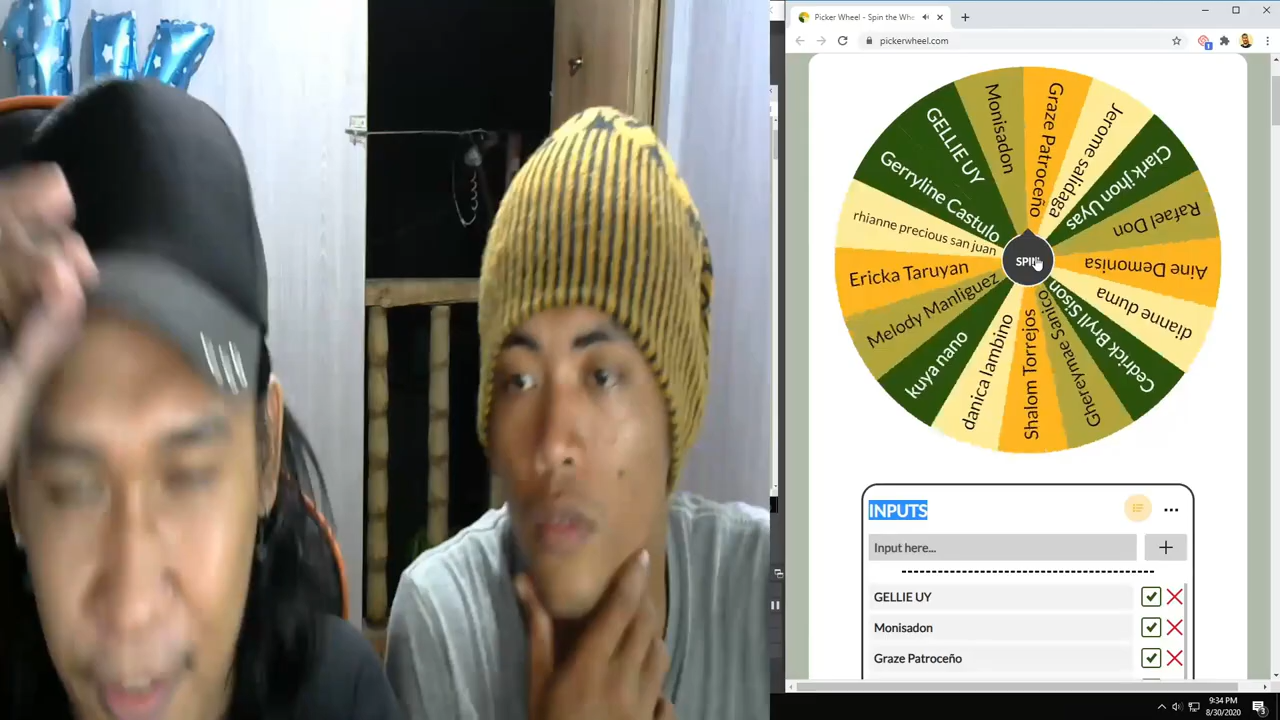 Picker Wheel - Spin the Whe
pickerwheel.com
GELLIE UY
Monisadon
Graze Patroceño
Jerome salidaga
Clark jhon Uyas
Rafael Don
Aine Demonisa
dianne duma
Cedrick Bryll Sison
Ghereynae Sanico
Shalom Torrejos
danica lambino
kuya nano
Melody Manliguez
Ericka Taruyan
rhianne precious san juan
Gerryline Castulo
SPIN
INPUTS
Input here...
GELLIE UY
Monisadon
Graze Patroceño
9:34 PM
8/30/2020